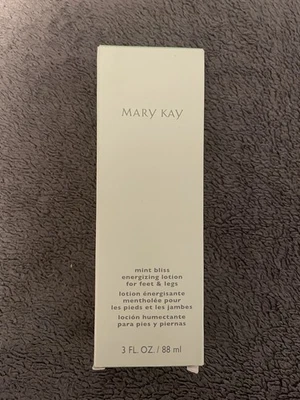 MARY KAY
mint bliss
energizing lotion
for feet & legs
lotion énergisante
mentholée pour
les pieds et les jambes
loción humectante
para pies y piernas
3 FL. OZ. / 88 ml